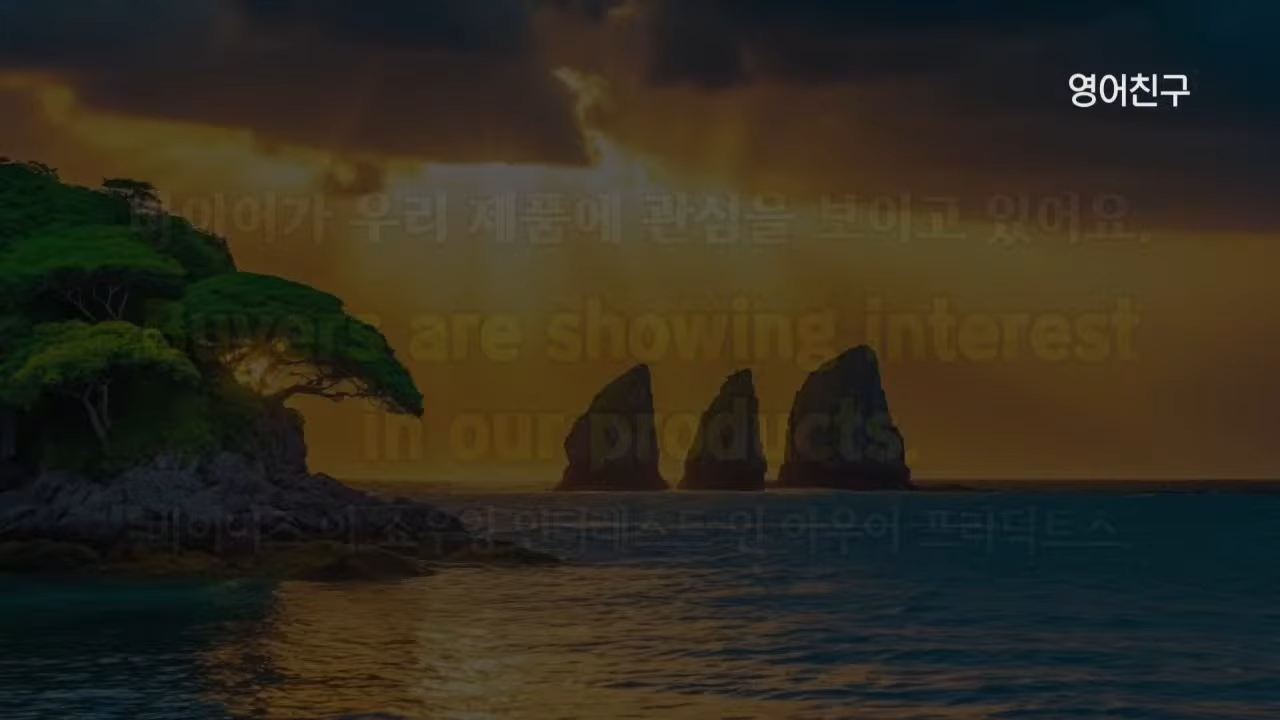 영어친구
바이어가 우리 제품에 관심을 보이고 있어요.
Buyers are showing interest
in our products.
바이어스 아 쇼우잉 인터레스트 인 아우어 프라덕트스